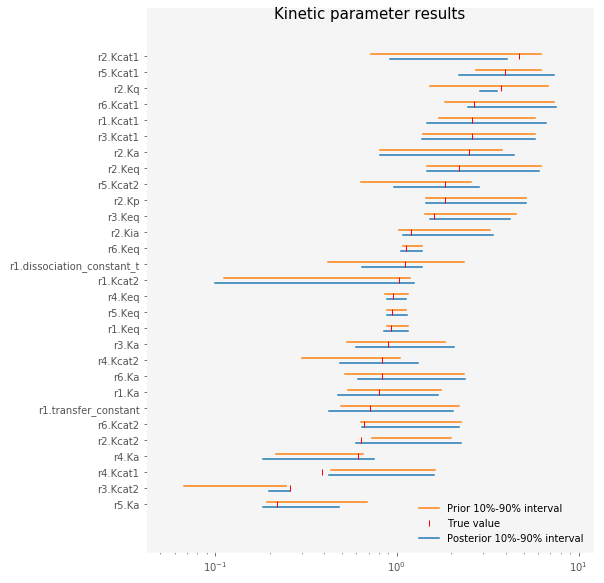 Kinetic parameter results
r2.Kcat1
r5.Kcat1
r2.Kq
r6.Kcat1
r1.Kcat1
r3.Kcat1
r2.Ka
r2.Keq
r5.Kcat2
r2.Kp
r3.Keq
r2.Kia
r6.Keq
r1.dissociation_constant_t
r1.Kcat2
r4.Keq
r5.Keq
r1.Keq
r3.Ka
r4.Kcat2
r6.Ka
r1.Ka
r1.transfer_constant
r6.Kcat2
r2.Kcat2
r4.Ka
r4.Kcat1
r3.Kcat2
r5.Ka
Prior 10%-90% interval
True value
Posterior 10%-90% interval
10⁻¹ 10⁰ 10¹